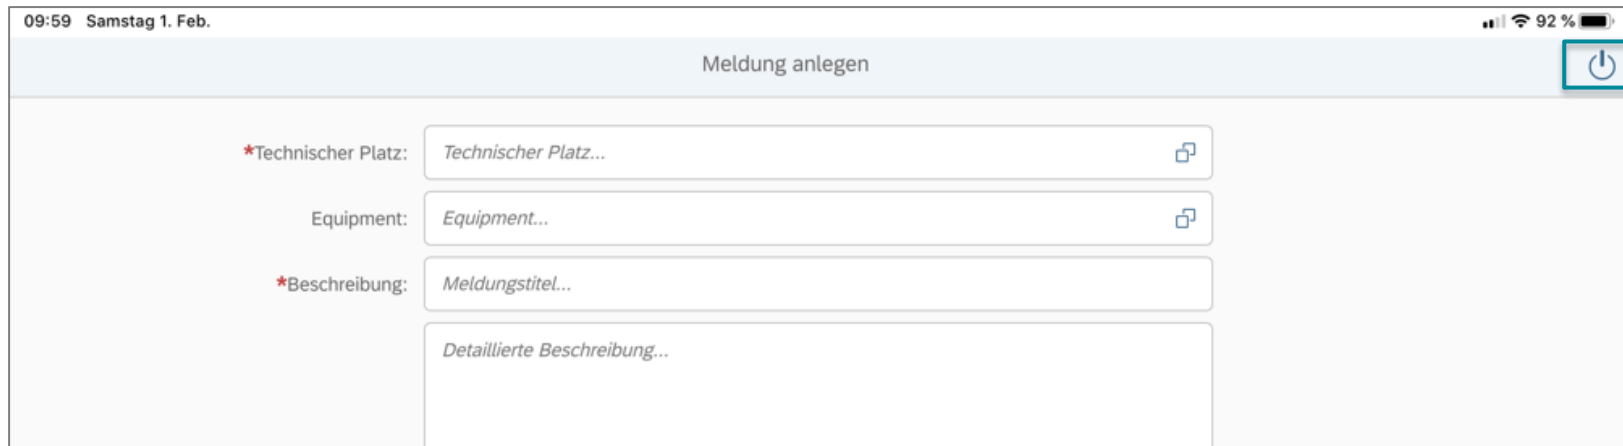 09:59 Samstag 1. Feb.
92 %
Meldung anlegen
*Technischer Platz:
Technischer Platz...
Equipment:
Equipment...
*Beschreibung:
Meldungstitel...
Detaillierte Beschreibung...